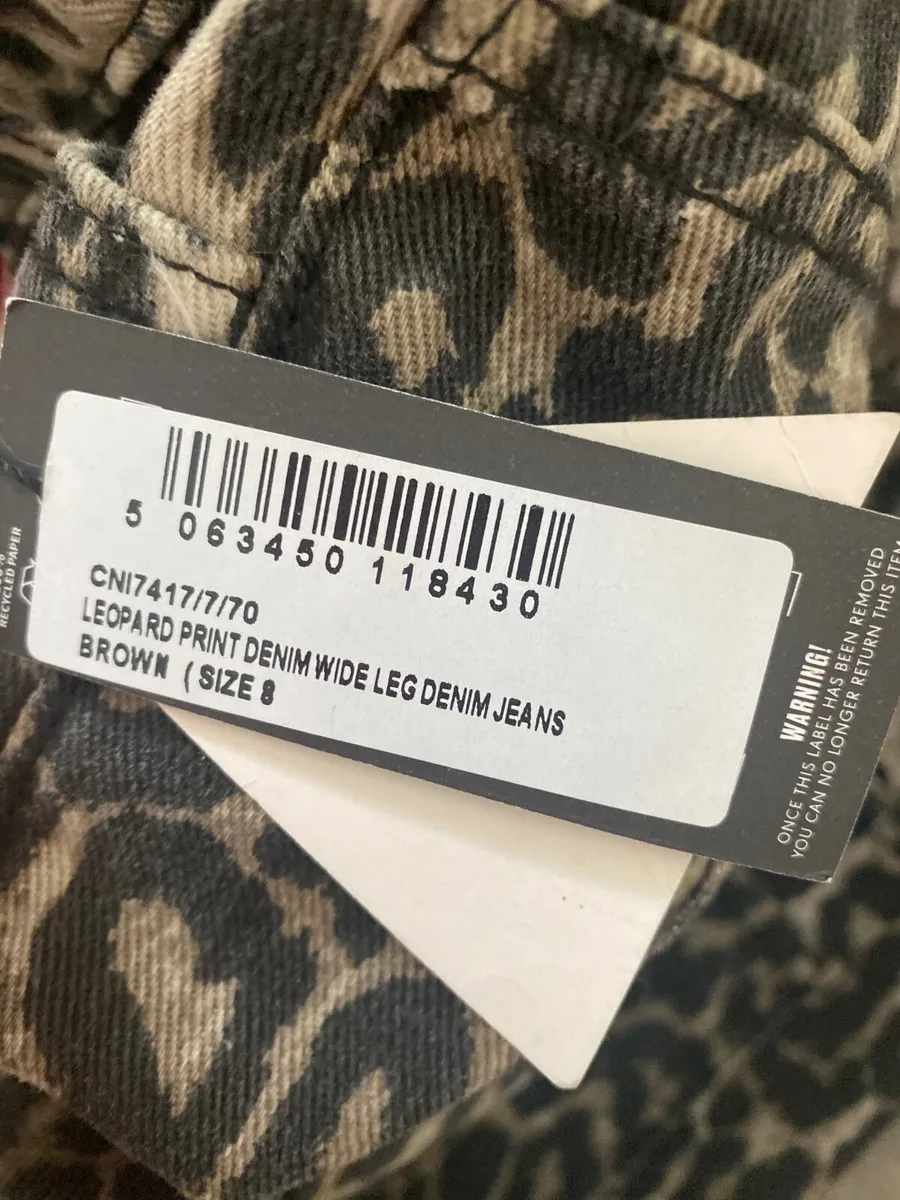 5 063450 118430
CNI7417/7/70
LEOPARD PRINT DENIM WIDE LEG DENIM JEANS
BROWN ( SIZE 8
WARNING!
ONCE THIS LABEL HAS BEEN REMOVED
YOU CAN NO LONGER RETURN THIS ITEM
RECYCLED PAPER